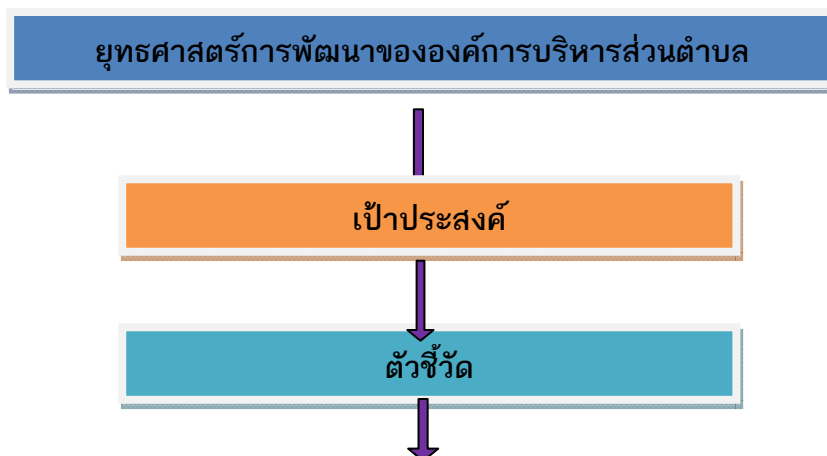 ยุทธศาสตร์การพัฒนาขององค์การบริหารส่วนตำบล
เป้าประสงค์
ตัวชี้วัด